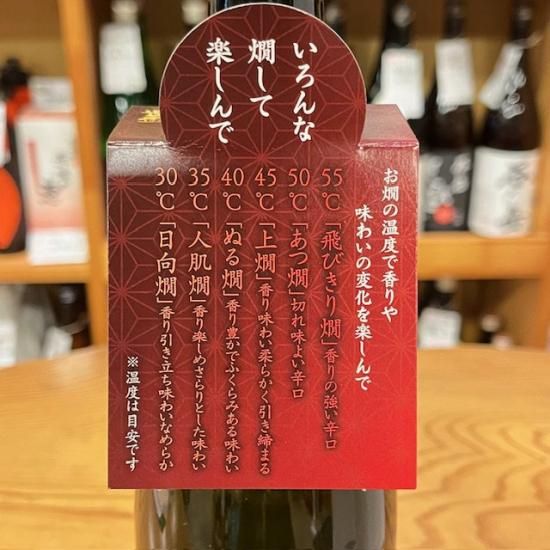 いろんな
燗して
楽しんで
お燗の温度で香りや
味わいの変化を楽しんで
55℃「飛びきり燗」香りの強い辛口
50℃「あつ燗」切れ味よい辛口
45℃「上燗」香り味わい柔らかく引き締まる
40℃「ぬる燗」香り豊かでふくらみある味わい
35℃「人肌燗」香り楽しめさらりとした味わい
30℃「日向燗」香り引き立ち味わいなめらか
※温度は目安です